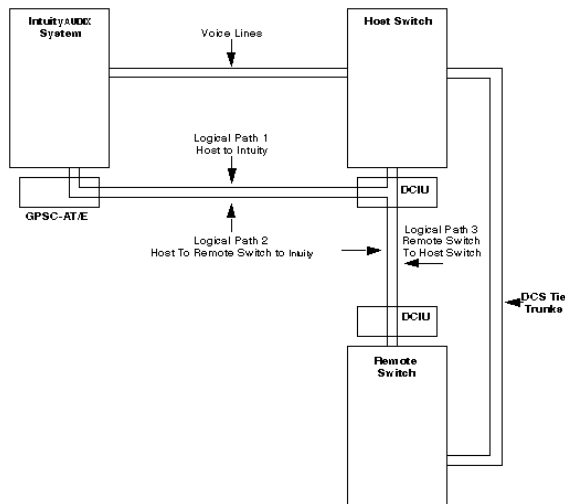 Intuity AUDIX
System
Host Switch
Voice Lines
Logical Path 1
Host to Intuity
GPSC-AT/E
DCIU
Logical Path 2
Host To Remote Switch to Intuity
Logical Path 3
Remote Switch
To Host Switch
DCS Tie
Trunks
DCIU
Remote
Switch